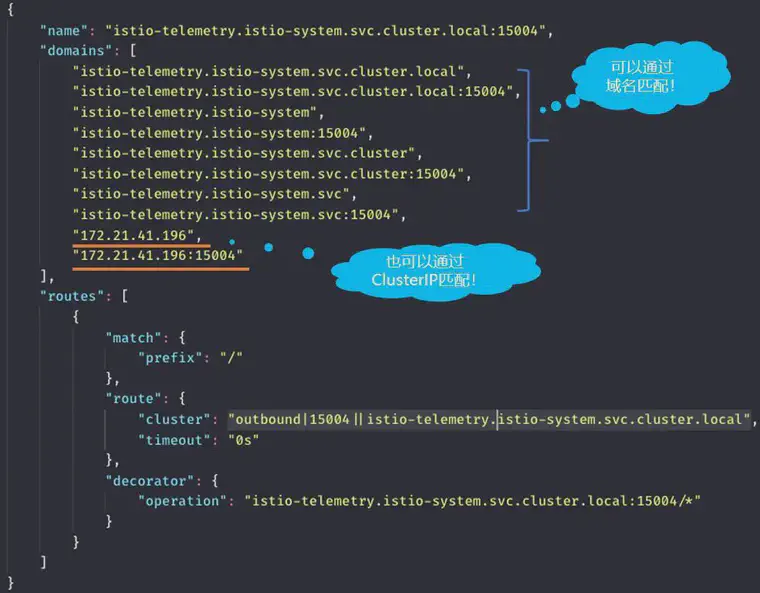 {
"name": "istio-telemetry.istio-system.svc.cluster.local:15004",
"domains": [
"istio-telemetry.istio-system.svc.cluster.local",
"istio-telemetry.istio-system.svc.cluster.local:15004",
"istio-telemetry.istio-system",
"istio-telemetry.istio-system:15004",
"istio-telemetry.istio-system.svc.cluster",
"istio-telemetry.istio-system.svc.cluster:15004",
"istio-telemetry.istio-system.svc",
"istio-telemetry.istio-system.svc:15004",
"172.21.41.196",
"172.21.41.196:15004"
],
可以通过
域名匹配!
也可以通过
ClusterIP匹配!
"routes": [
{
"match": {
"prefix": "/"
},
"route": {
"cluster": "outbound|15004||istio-telemetry.istio-system.svc.cluster.local",
"timeout": "0s"
},
"decorator": {
"operation": "istio-telemetry.istio-system.svc.cluster.local:15004/*"
}
}
]
}